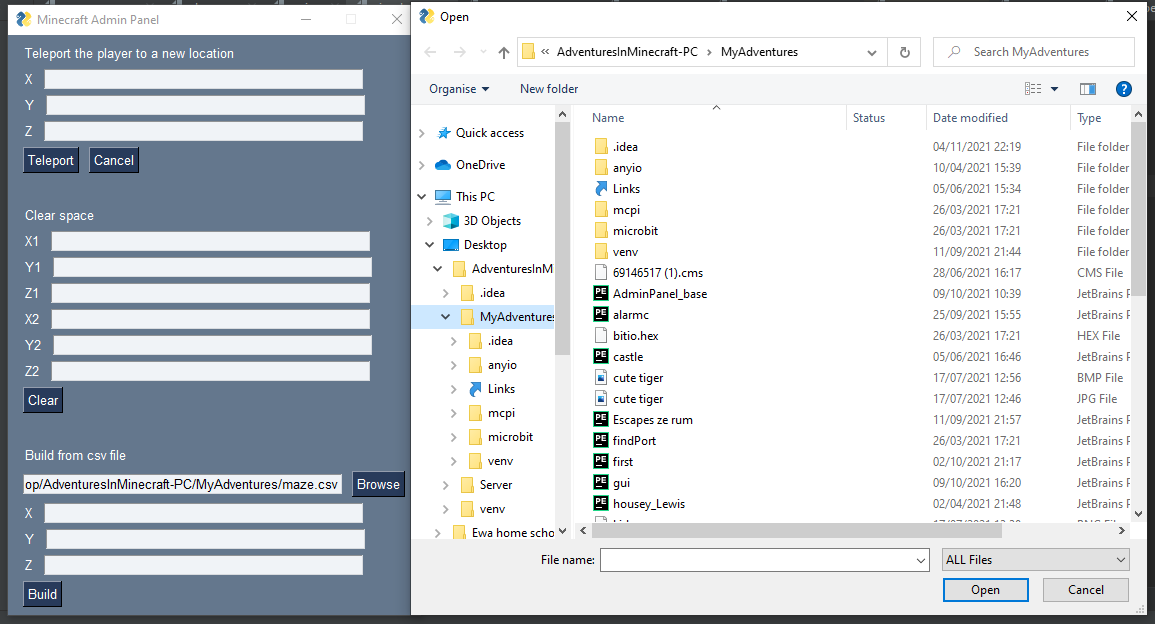 Minecraft Admin Panel
Teleport the player to a new location
X
Y
Z
Teleport Cancel
Clear space
X1
Y1
Z1
X2
Y2
Z2
Clear
Build from csv file
op/AdventuresInMinecraft-PC/MyAdventures/maze.csv Browse
X
Y
Z
Build
Open
« AdventuresInMinecraft-PC › MyAdventures
Search MyAdventures
Organise New folder
?
Quick access
OneDrive
This PC
3D Objects
Desktop
AdventuresInM
.idea
MyAdventures
.idea
anyio
Links
mcpi
microbit
venv
Server
venv
Ewa home scho
Name Status Date modified Type
.idea 04/11/2021 22:19 File folder
anyio 10/04/2021 15:39 File folder
Links 05/06/2021 15:34 File folder
mcpi 26/03/2021 17:21 File folder
microbit 26/03/2021 17:21 File folder
venv 11/09/2021 21:44 File folder
69146517 (1).cms 28/06/2021 16:17 CMS File
PE AdminPanel_base 09/10/2021 10:39 JetBrains P
PE alarmc 25/09/2021 15:55 JetBrains P
bitio.hex 26/03/2021 17:21 HEX File
PE castle 05/06/2021 16:46 JetBrains P
cute tiger 17/07/2021 12:56 BMP File
cute tiger 17/07/2021 12:46 JPG File
PE Escapes ze rum 11/09/2021 21:57 JetBrains P
PE findPort 26/03/2021 17:21 JetBrains P
PE first 02/10/2021 21:17 JetBrains P
PE gui 09/10/2021 16:20 JetBrains P
PE housey_Lewis 02/04/2021 21:48 JetBrains P
File name: ALL Files
Open Cancel